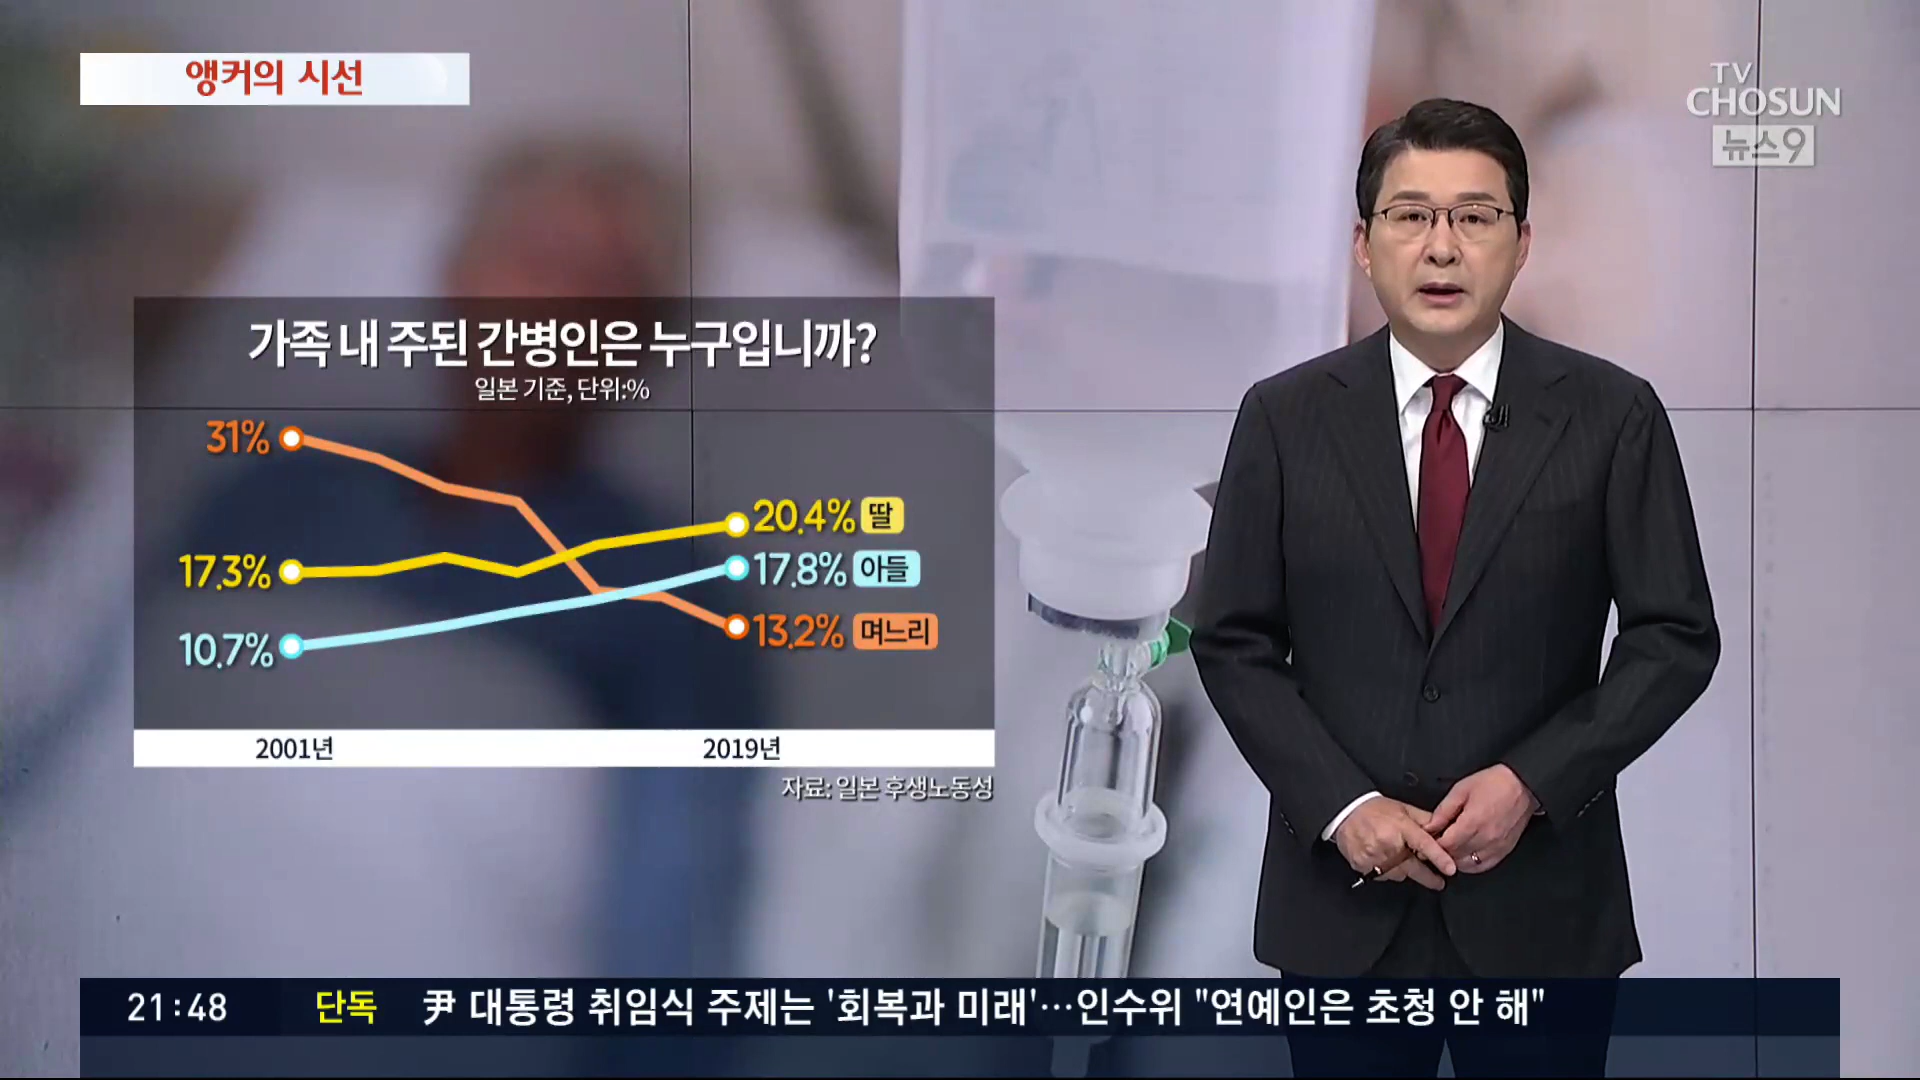 앵커의 시선
TV
CHOSUN
뉴스9
가족 내 주된 간병인은 누구입니까?
일본 기준, 단위:%
31%
17.3%
10.7%
20.4% 딸
17.8% 아들
13.2% 며느리
2001년 2019년
자료: 일본 후생노동성
21:48 단독 尹 대통령 취임식 주제는 '회복과 미래'…인수위 "연예인은 초청 안 해"